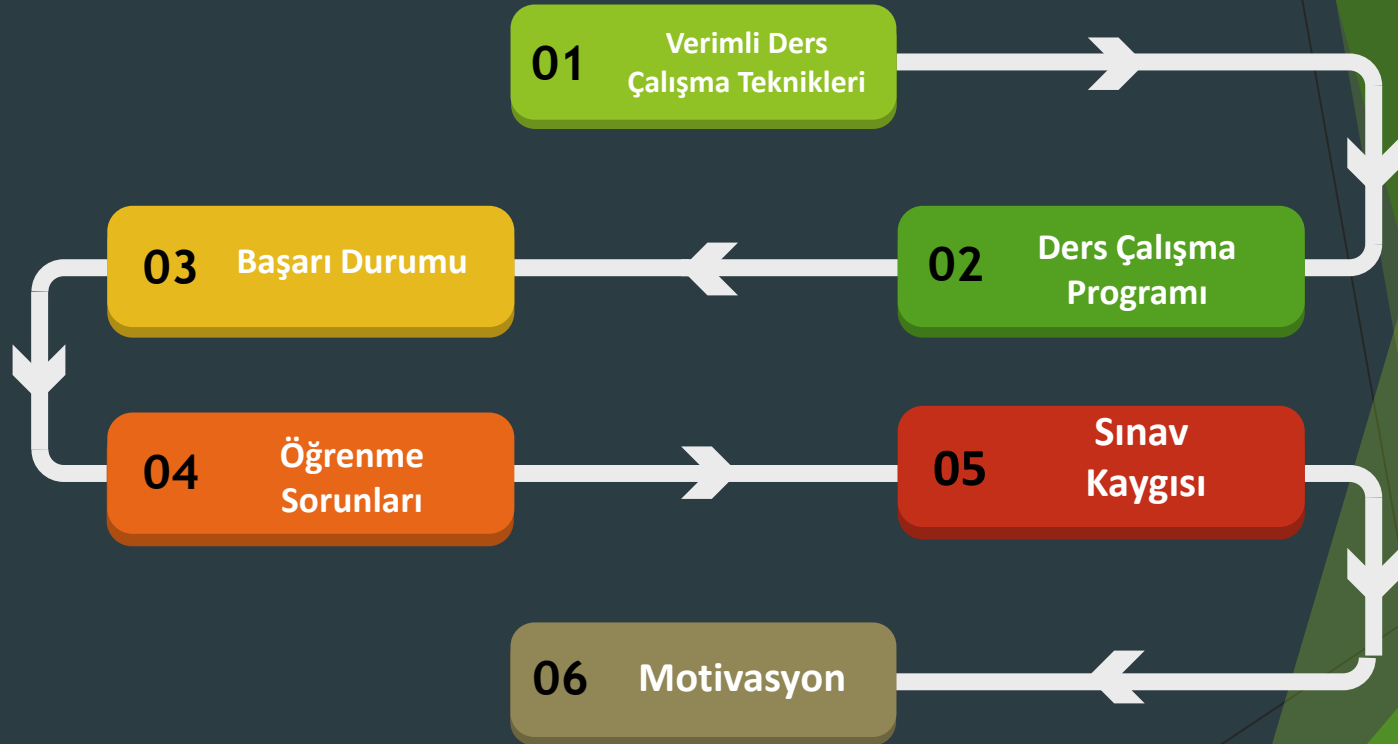 01
Verimli Ders
Çalışma Teknikleri
02
Ders Çalışma
Programı
03
Başarı Durumu
04
Öğrenme
Sorunları
05
Sınav
Kaygısı
06
Motivasyon